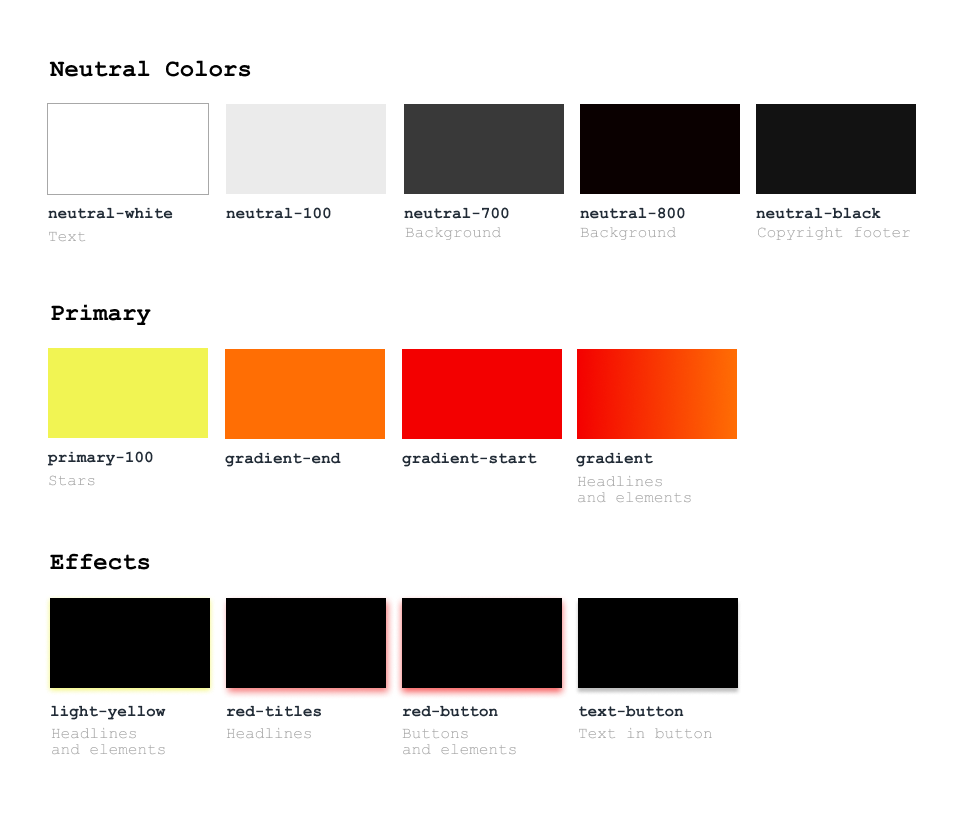 Neutral Colors
neutral-white
neutral-100
neutral-700
neutral-800
neutral-black
Text
Background
Background
Copyright footer
Primary
primary-100
gradient-end
gradient-start
gradient
Stars
Headlines
and elements
Effects
light-yellow
red-titles
red-button
text-button
Headlines
and elements
Headlines
Buttons
and elements
Text in button